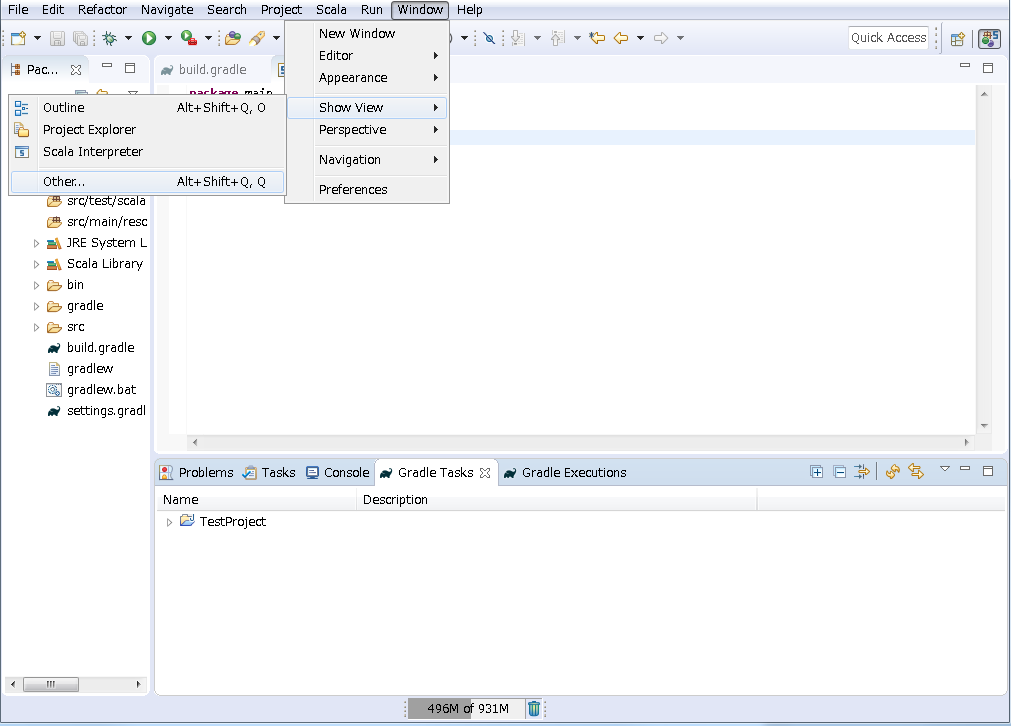 File Edit Refactor Navigate Search Project Scala Run Window Help
Quick Access
New Window
Editor
Appearance
Show View
Perspective
Navigation
Preferences
Outline Alt+Shift+Q, O
Project Explorer
Scala Interpreter
Other... Alt+Shift+Q, Q
Pac...
build.gradle
package main
src/test/scala
src/main/resc
JRE System L
Scala Library
bin
gradle
src
build.gradle
gradlew
gradlew.bat
settings.gradl
Problems Tasks Console Gradle Tasks Gradle Executions
Name Description
TestProject
496M of 931M